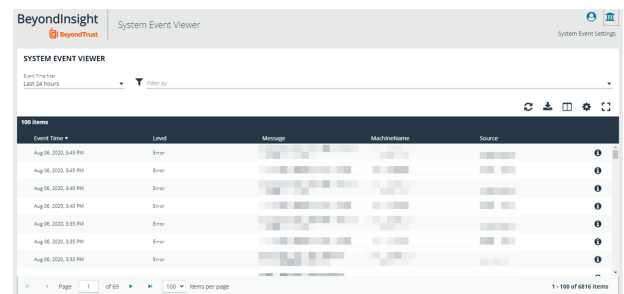 BeyondInsight
BeyondTrust
System Event Viewer
System Event Settings
SYSTEM EVENT VIEWER
Event Time filter
Last 24 hours
Filter by
100 items
Event Time Level Message MachineName Source
Aug 06, 2020, 3:45 PM Error
Aug 06, 2020, 3:45 PM Error
Aug 06, 2020, 3:40 PM Error
Aug 06, 2020, 3:40 PM Error
Aug 06, 2020, 3:35 PM Error
Aug 06, 2020, 3:35 PM Error
Aug 06, 2020, 3:33 PM Error
Page 1 of 69 100 items per page 1 - 100 of 6816 items